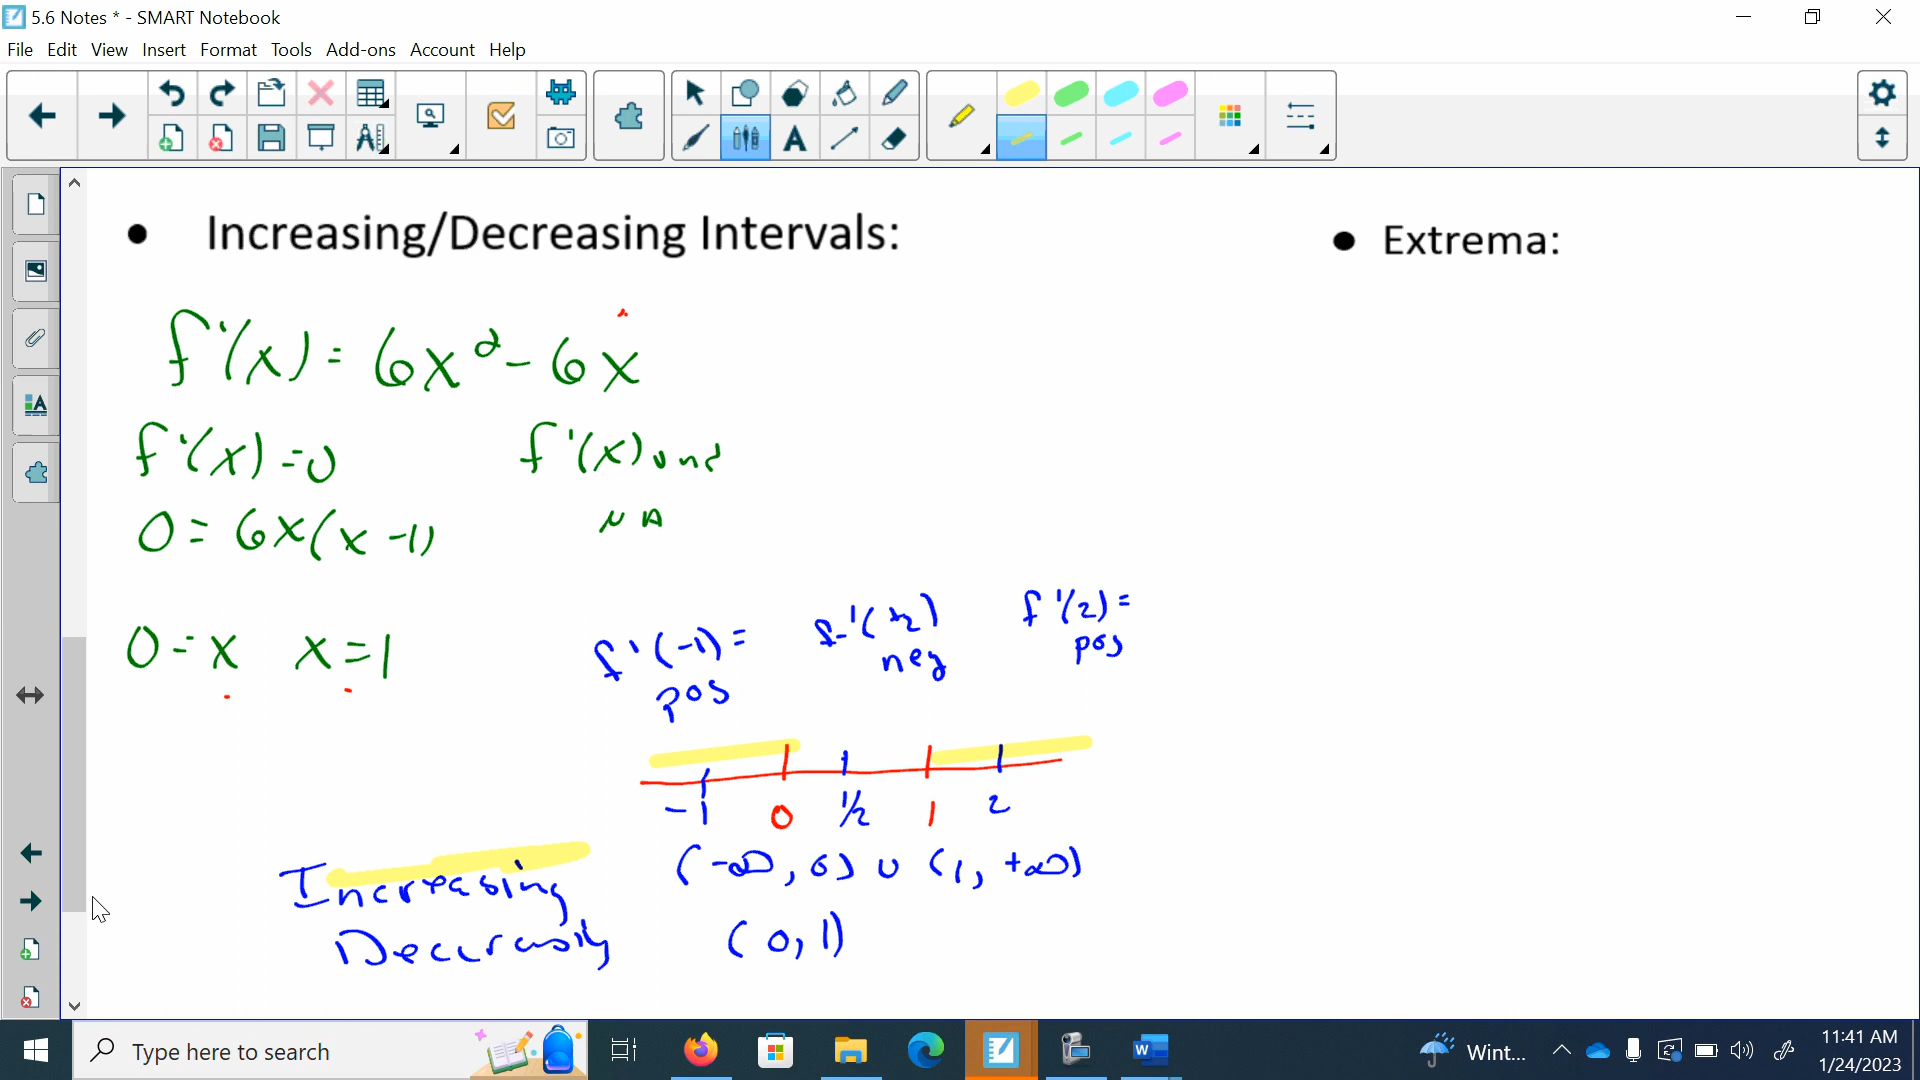 5.6 Notes * - SMART Notebook
File Edit View Insert Format Tools Add-ons Account Help
• Increasing/Decreasing Intervals:
• Extrema:
f'(x) = 6x² - 6x
f'(x) = 0 f'(x) und
0 = 6x(x - 1) NA
0 = x x = 1
f'(-1) = pos
f'(½) neg
f'(2) = pos
-1 0 1/2 1 2
Increasing (-∞, 0) ∪ (1, +∞)
Decreasing (0, 1)
Type here to search
Wint...
11:41 AM
1/24/2023